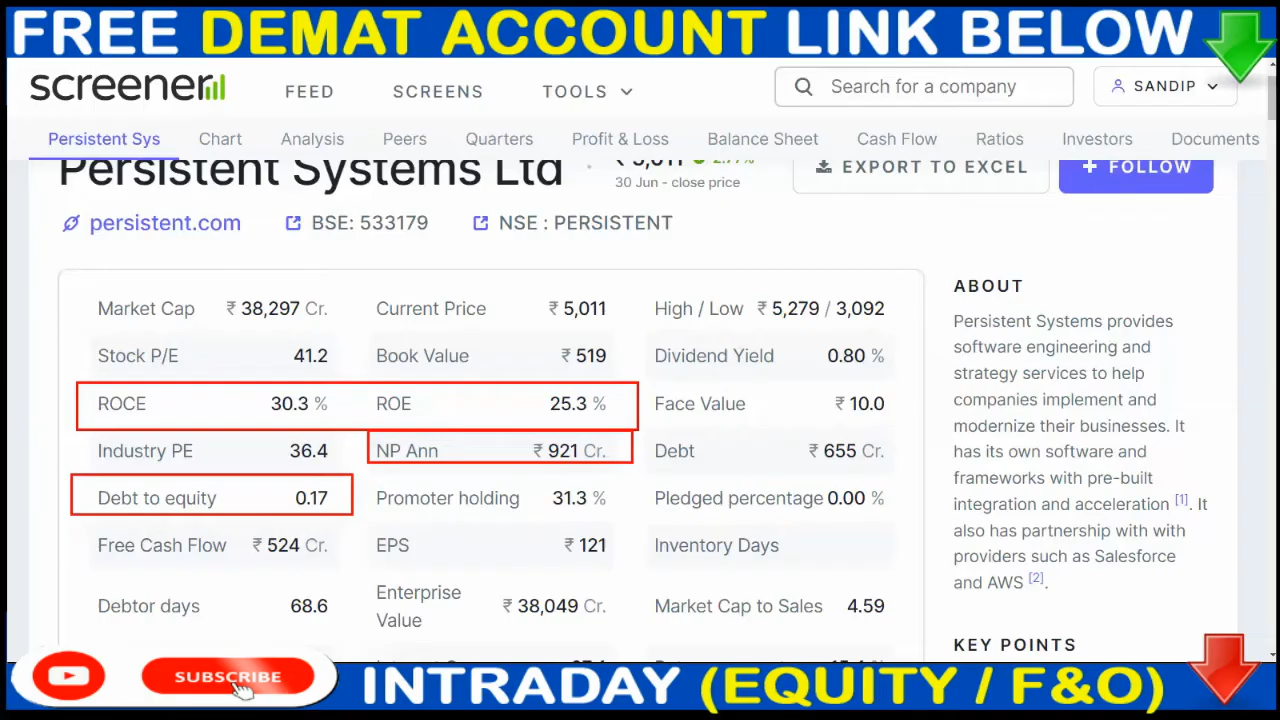 FREE DEMAT ACCOUNT LINK BELOW
screener
FEED SCREENS TOOLS
Search for a company
SANDIP
Persistent Sys Chart Analysis Peers Quarters Profit & Loss Balance Sheet Cash Flow Ratios Investors Documents
Persistent Systems Ltd
₹ 5,011 2.77%
30 Jun - close price
EXPORT TO EXCEL
+ FOLLOW
persistent.com BSE: 533179 NSE : PERSISTENT
Market Cap ₹ 38,297 Cr. Current Price ₹ 5,011 High / Low ₹ 5,279 / 3,092
Stock P/E 41.2 Book Value ₹ 519 Dividend Yield 0.80 %
ROCE 30.3 % ROE 25.3 % Face Value ₹ 10.0
Industry PE 36.4 NP Ann ₹ 921 Cr. Debt ₹ 655 Cr.
Debt to equity 0.17 Promoter holding 31.3 % Pledged percentage 0.00 %
Free Cash Flow ₹ 524 Cr. EPS ₹ 121 Inventory Days
Debtor days 68.6 Enterprise Value ₹ 38,049 Cr. Market Cap to Sales 4.59
ABOUT
Persistent Systems provides
software engineering and
strategy services to help
companies implement and
modernize their businesses. It
has its own software and
frameworks with pre-built
integration and acceleration [1]. It
also has partnership with with
providers such as Salesforce
and AWS [2].
KEY POINTS
SUBSCRIBE
INTRADAY (EQUITY / F&O)